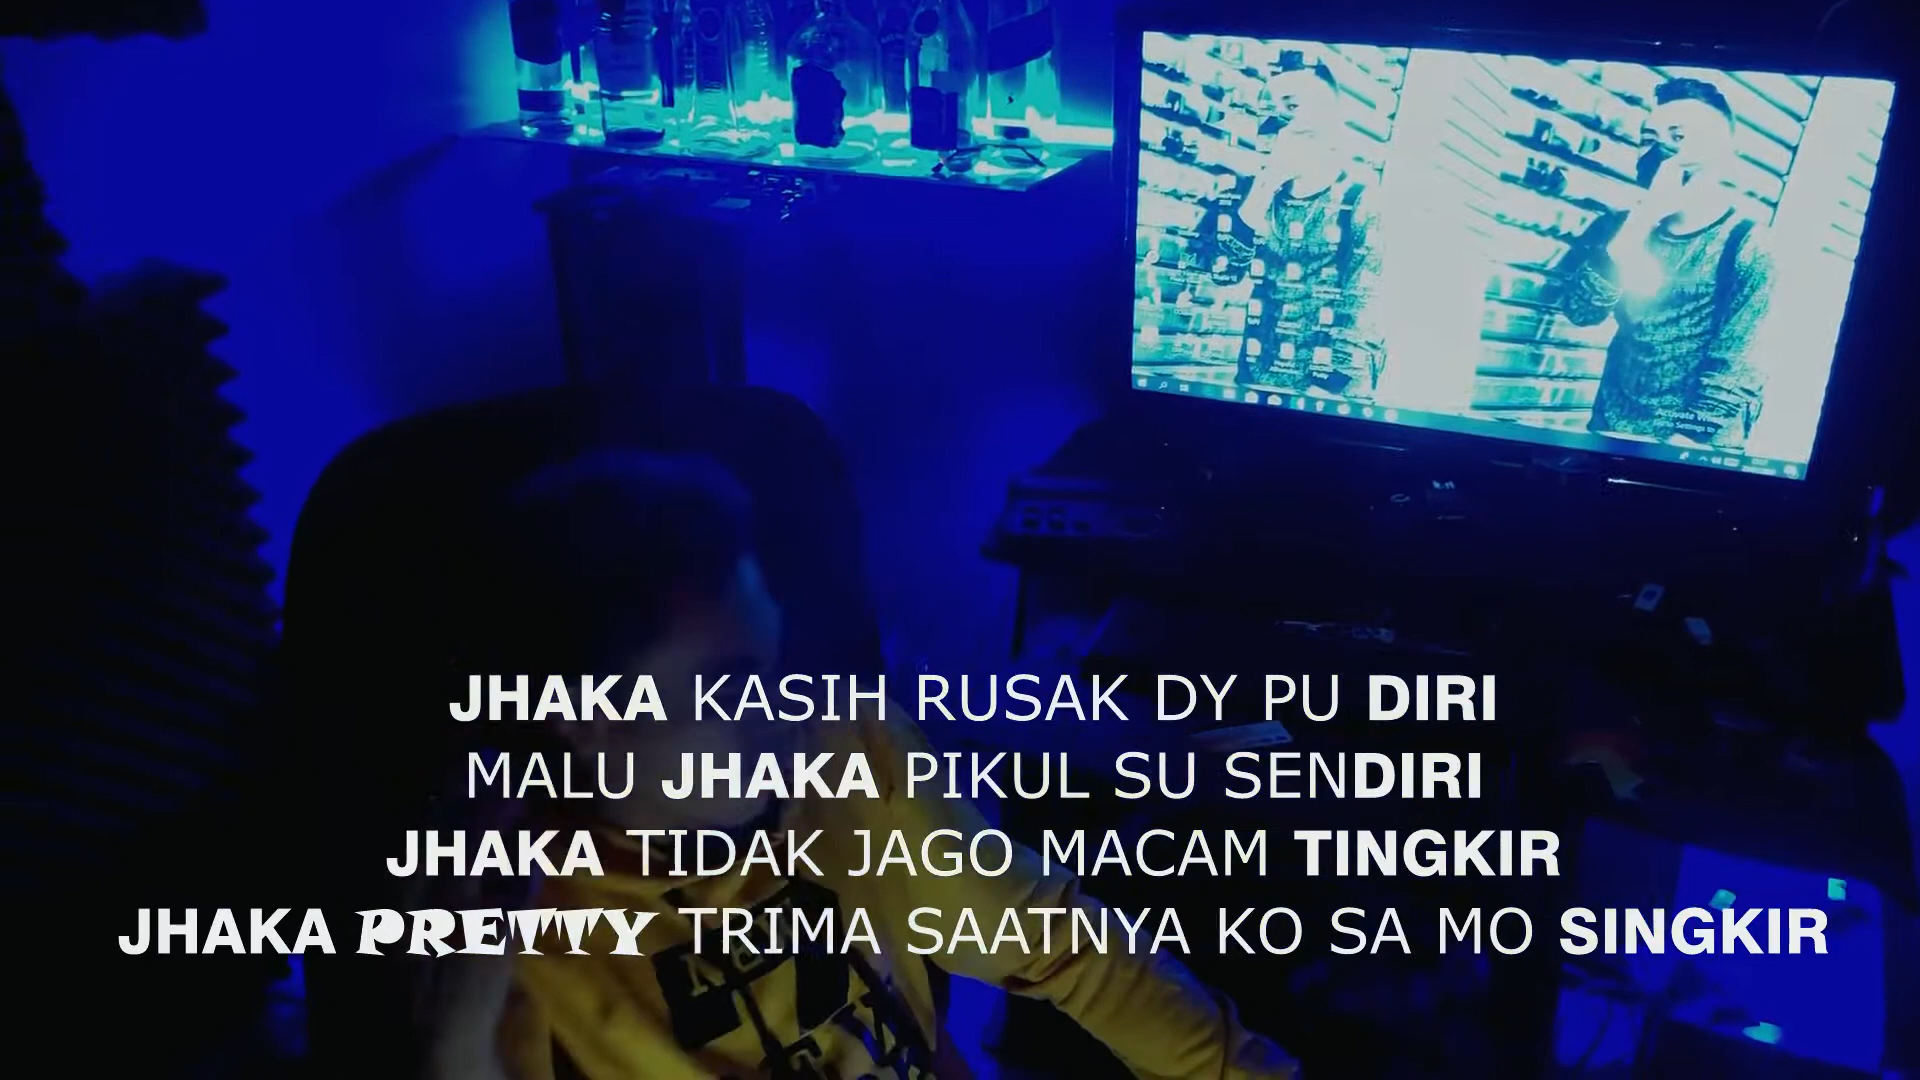 JHAKA KASIH RUSAK DY PU DIRI
MALU JHAKA PIKUL SU SENDIRI
JHAKA TIDAK JAGO MACAM TINGKIR
JHAKA PRETTY TRIMA SAATNYA KO SA MO SINGKIR